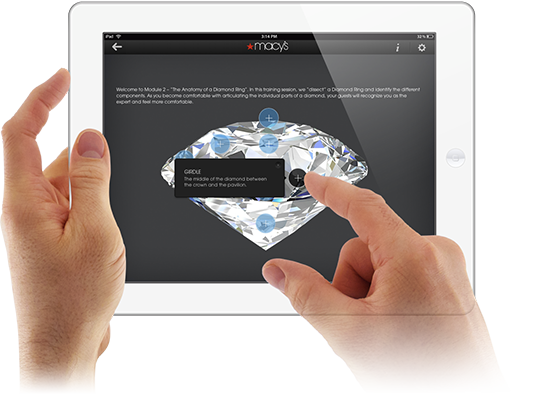 iPad
3:14 PM
32%
macy's
i
Welcome to Module 2 – "The Anatomy of a Diamond Ring". In this training session, we "disect" a Diamond Ring and identify the different
components. As you become comfortable with articulating the individual parts of a diamond, your guests will recognize you as the
expert and feel more comfortable.
GIRDLE
The middle of the diamond between
the crown and the pavilion.